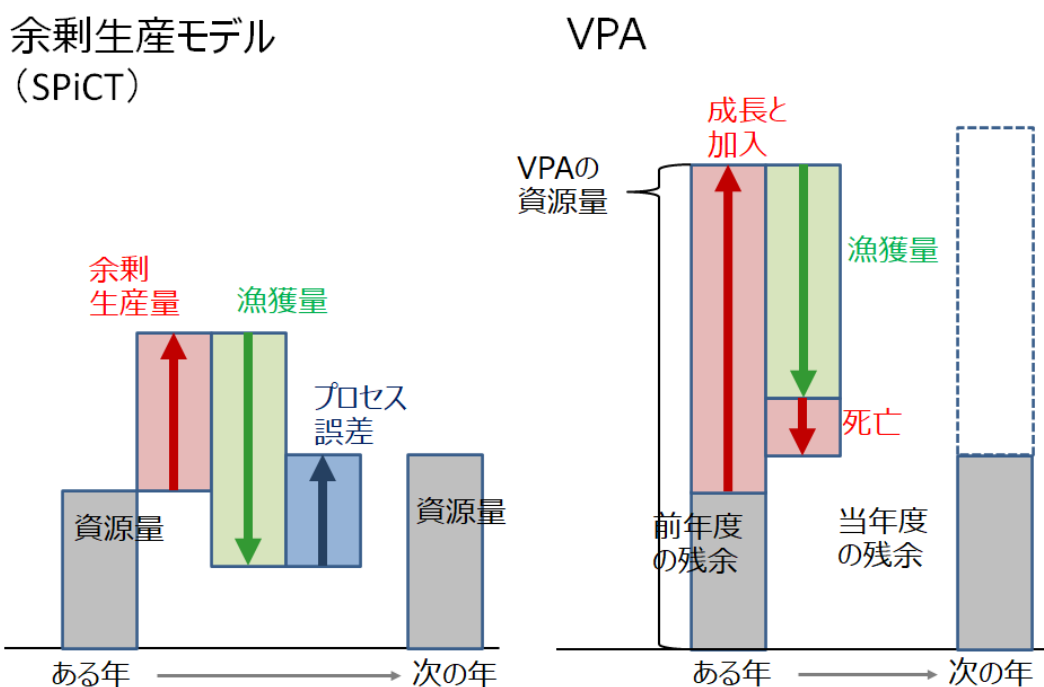 余剰生産モデル
（SPiCT）
余剰
生産量
漁獲量
プロセス
誤差
資源量
資源量
ある年
次の年
VPA
成長と
加入
VPAの
資源量
漁獲量
死亡
前年度
の残余
当年度
の残余
ある年
次の年